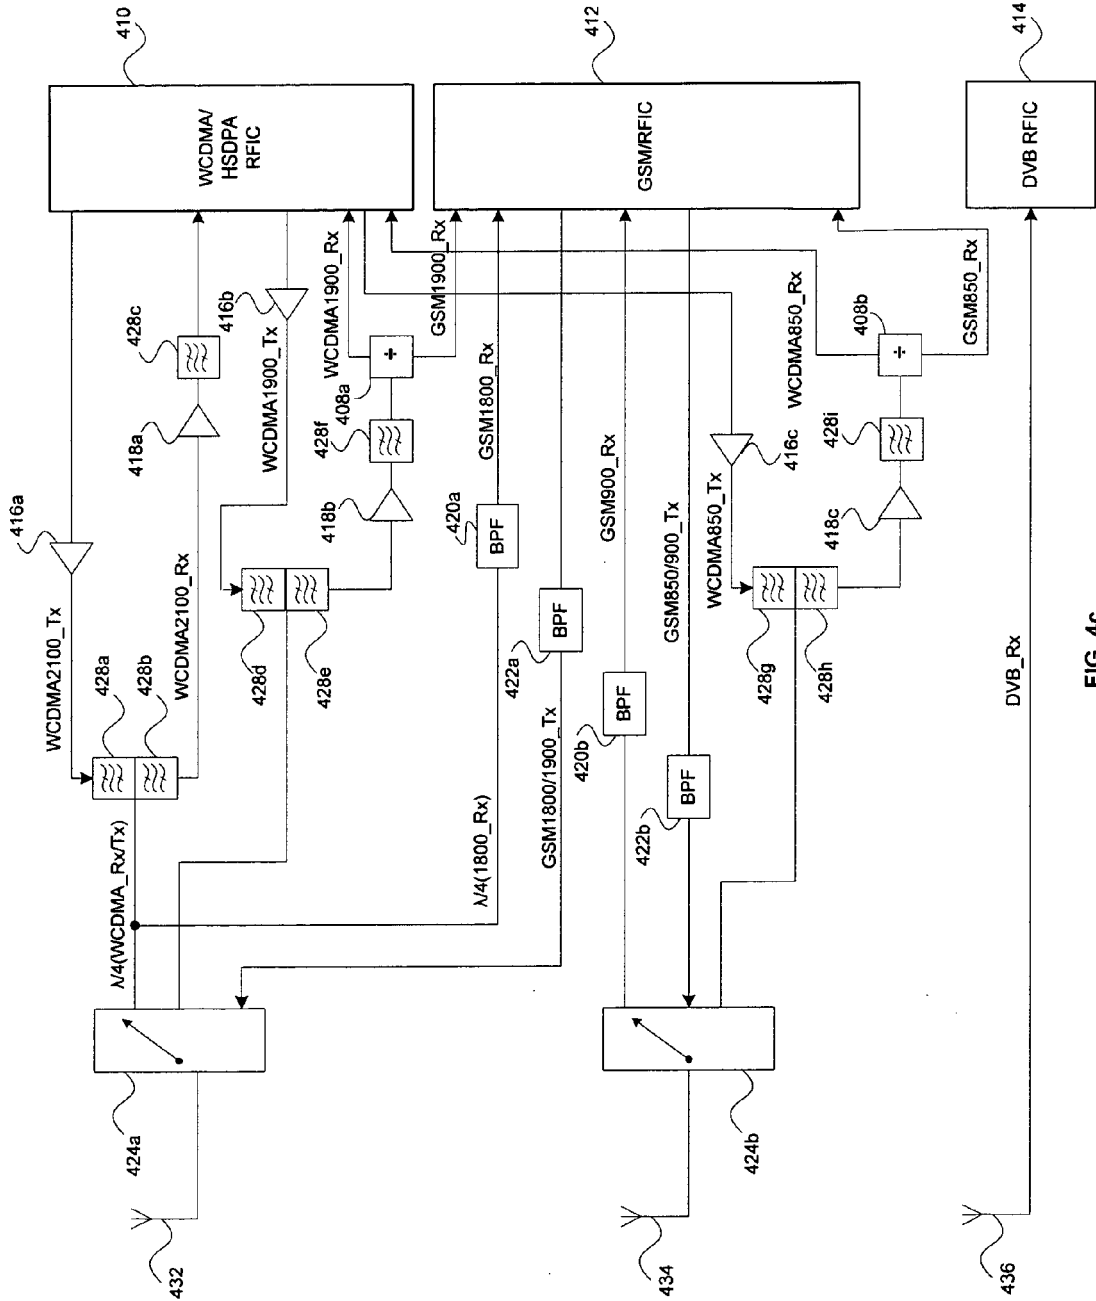 410
412
414
WCDMA/
HSDPA
RFIC
GSM/RFIC
DVB RFIC
416a
WCDMA2100_Tx
428a
428b
WCDMA2100_Rx
418a
428c
416b
WCDMA1900_Tx
428d
428e
418b
428f
408a
÷
WCDMA1900_Rx
GSM1900_Rx
GSM1800_Rx
420a
BPF
422a
BPF
GSM1800/1900_Tx
λ/4(WCDMA_Rx/Tx)
λ/4(1800_Rx)
GSM900_Rx
420b
BPF
GSM850/900_Tx
422b
BPF
WCDMA850_Tx
416c
WCDMA850_Rx
428g
428h
418c
428i
408b
÷
GSM850_Rx
DVB_Rx
424a
424b
432
434
436
FIG. 4c